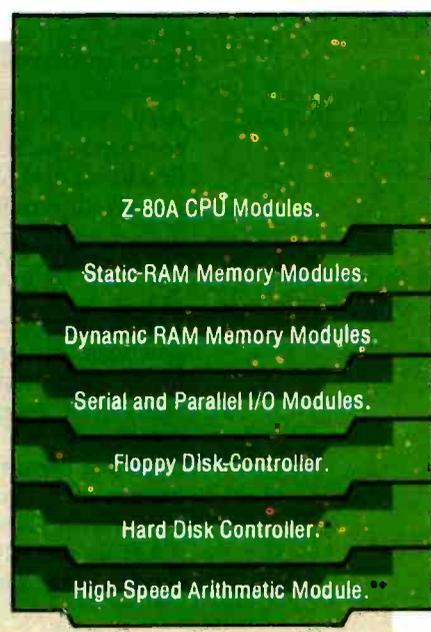 Z-80A CPU Modules.
Static RAM Memory Modules.
Dynamic RAM Memory Modules.
Serial and Parallel I/O Modules.
Floppy Disk Controller.
Hard Disk Controller.*
High Speed Arithmetic Module.**